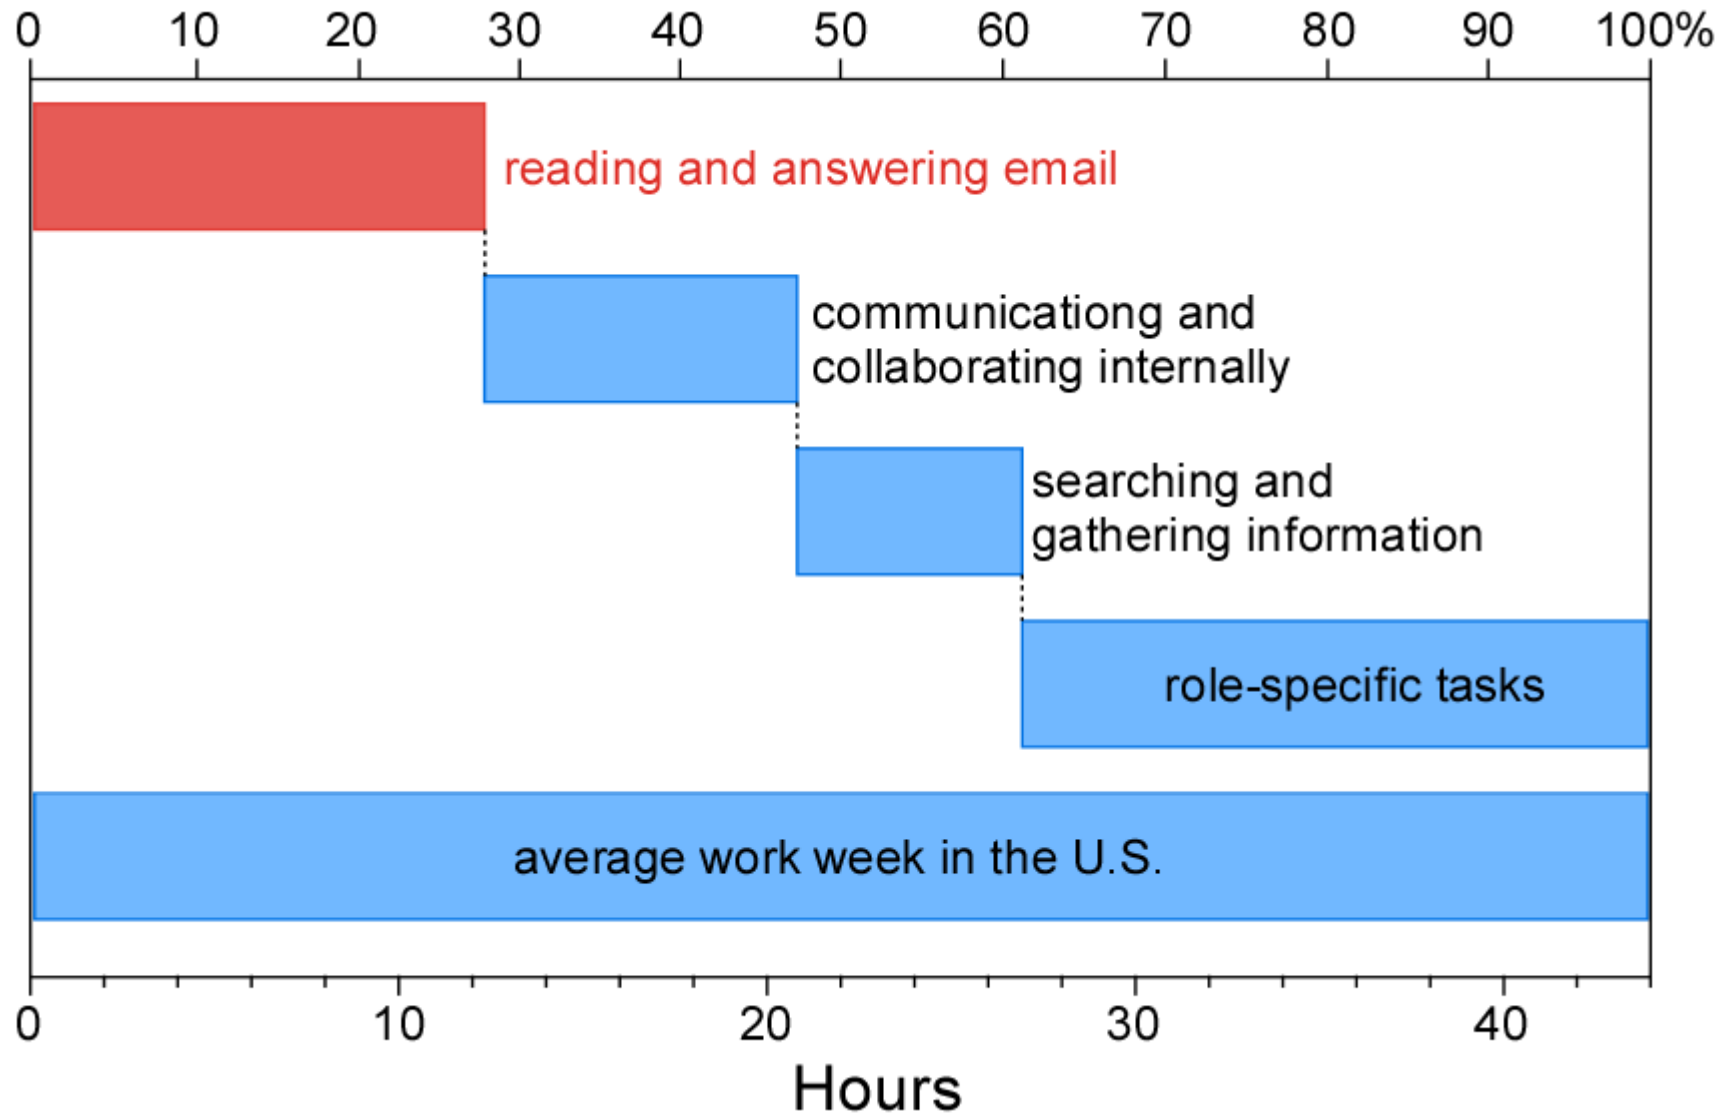 0 10 20 30 40 50 60 70 80 90 100%
reading and answering email
communicationg and
collaborating internally
searching and
gathering information
role-specific tasks
average work week in the U.S.
0 10 20 30 40
Hours